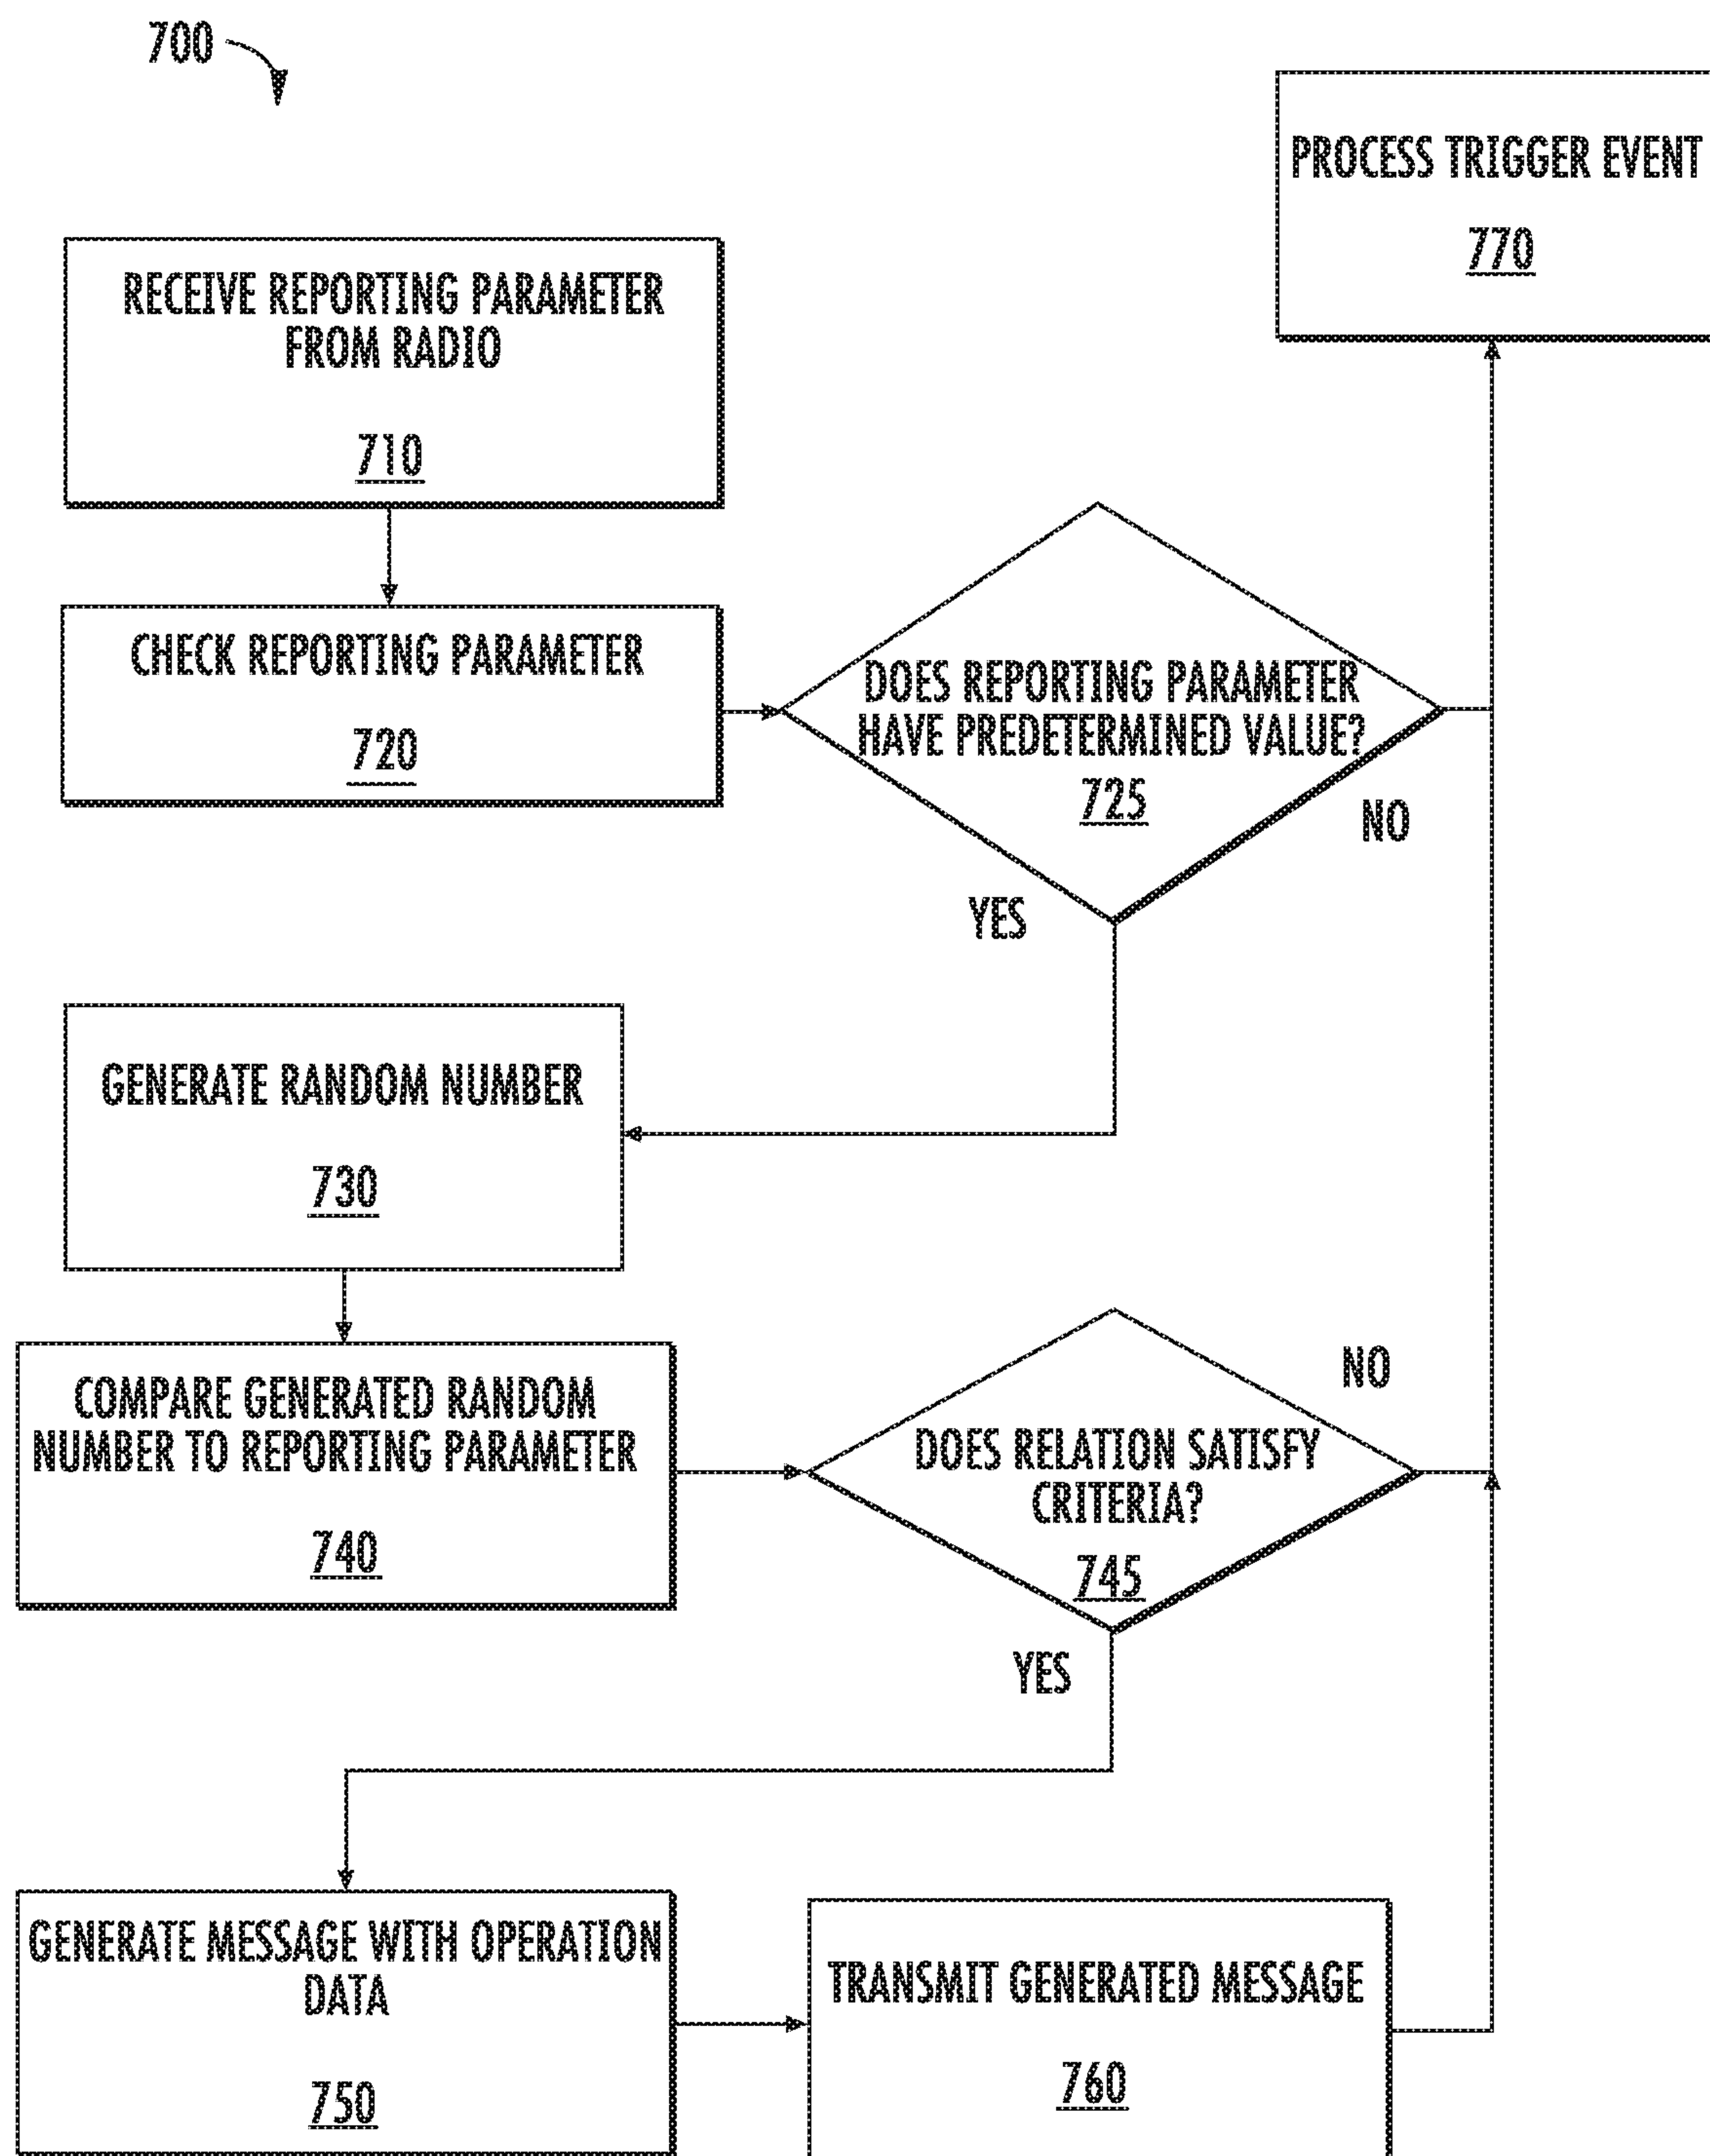 700
PROCESS TRIGGER EVENT
770
RECEIVE REPORTING PARAMETER
FROM RADIO
710
CHECK REPORTING PARAMETER
720
DOES REPORTING PARAMETER
HAVE PREDETERMINED VALUE?
725
NO
YES
GENERATE RANDOM NUMBER
730
COMPARE GENERATED RANDOM
NUMBER TO REPORTING PARAMETER
740
NO
DOES RELATION SATISFY
CRITERIA?
745
YES
GENERATE MESSAGE WITH OPERATION
DATA
750
TRANSMIT GENERATED MESSAGE
760